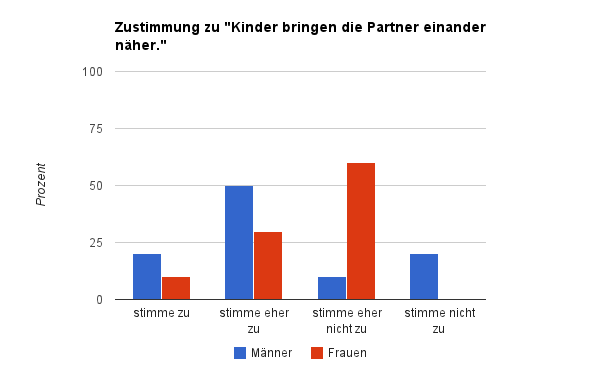 Zustimmung zu "Kinder bringen die Partner einander
näher."
100
75
50
25
0
Prozent
stimme zu
stimme eher
zu
stimme eher
nicht zu
stimme nicht
zu
Männer
Frauen